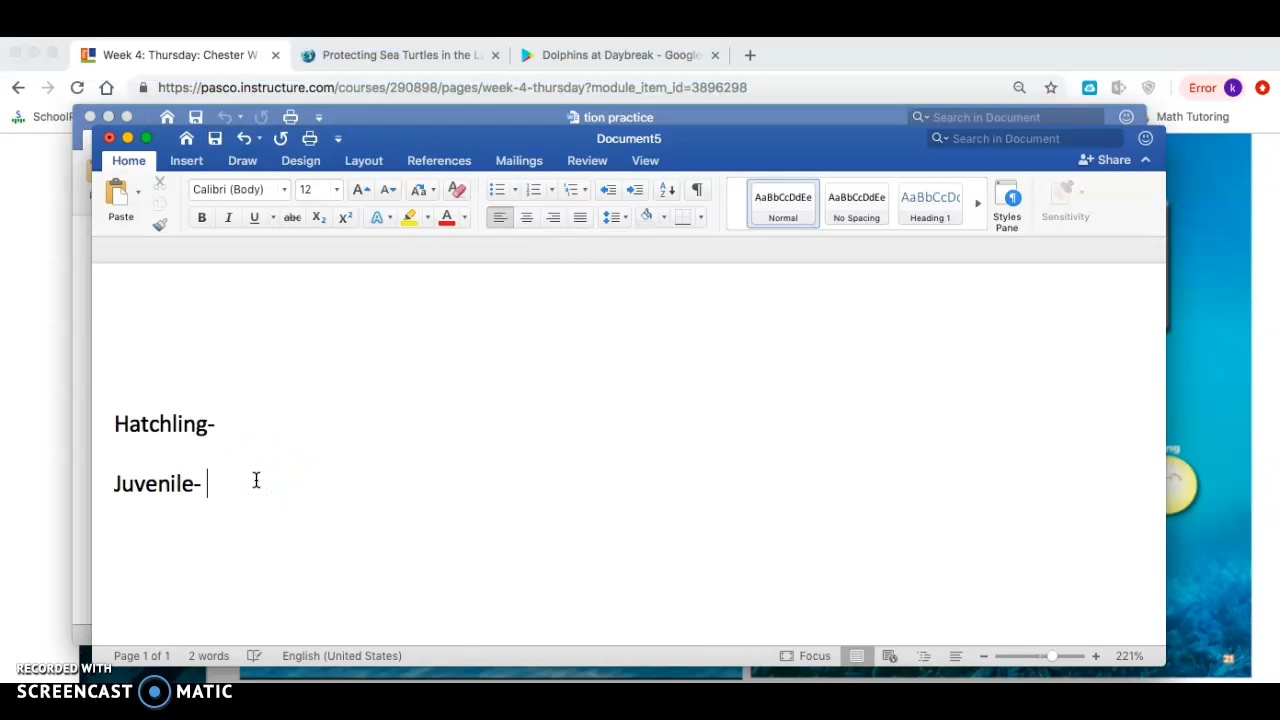 Week 4: Thursday: Chester W
Protecting Sea Turtles in the L
Dolphins at Daybreak - Google
https://pasco.instructure.com/courses/290898/pages/week-4-thursday?module_item_id=3896298
Error k
Math Tutoring
tion practice
Search in Document
Document5
Search in Document
Home Insert Draw Design Layout References Mailings Review View
Share
Calibri (Body) 12
Paste
AaBbCcDdEe AaBbCcDdEe AaBbCcDc
Normal No Spacing Heading 1
Styles
Pane
Sensitivity
Hatchling-
Juvenile-
Page 1 of 1 2 words English (United States) Focus 221%
21
RECORDED WITH
SCREENCAST MATIC